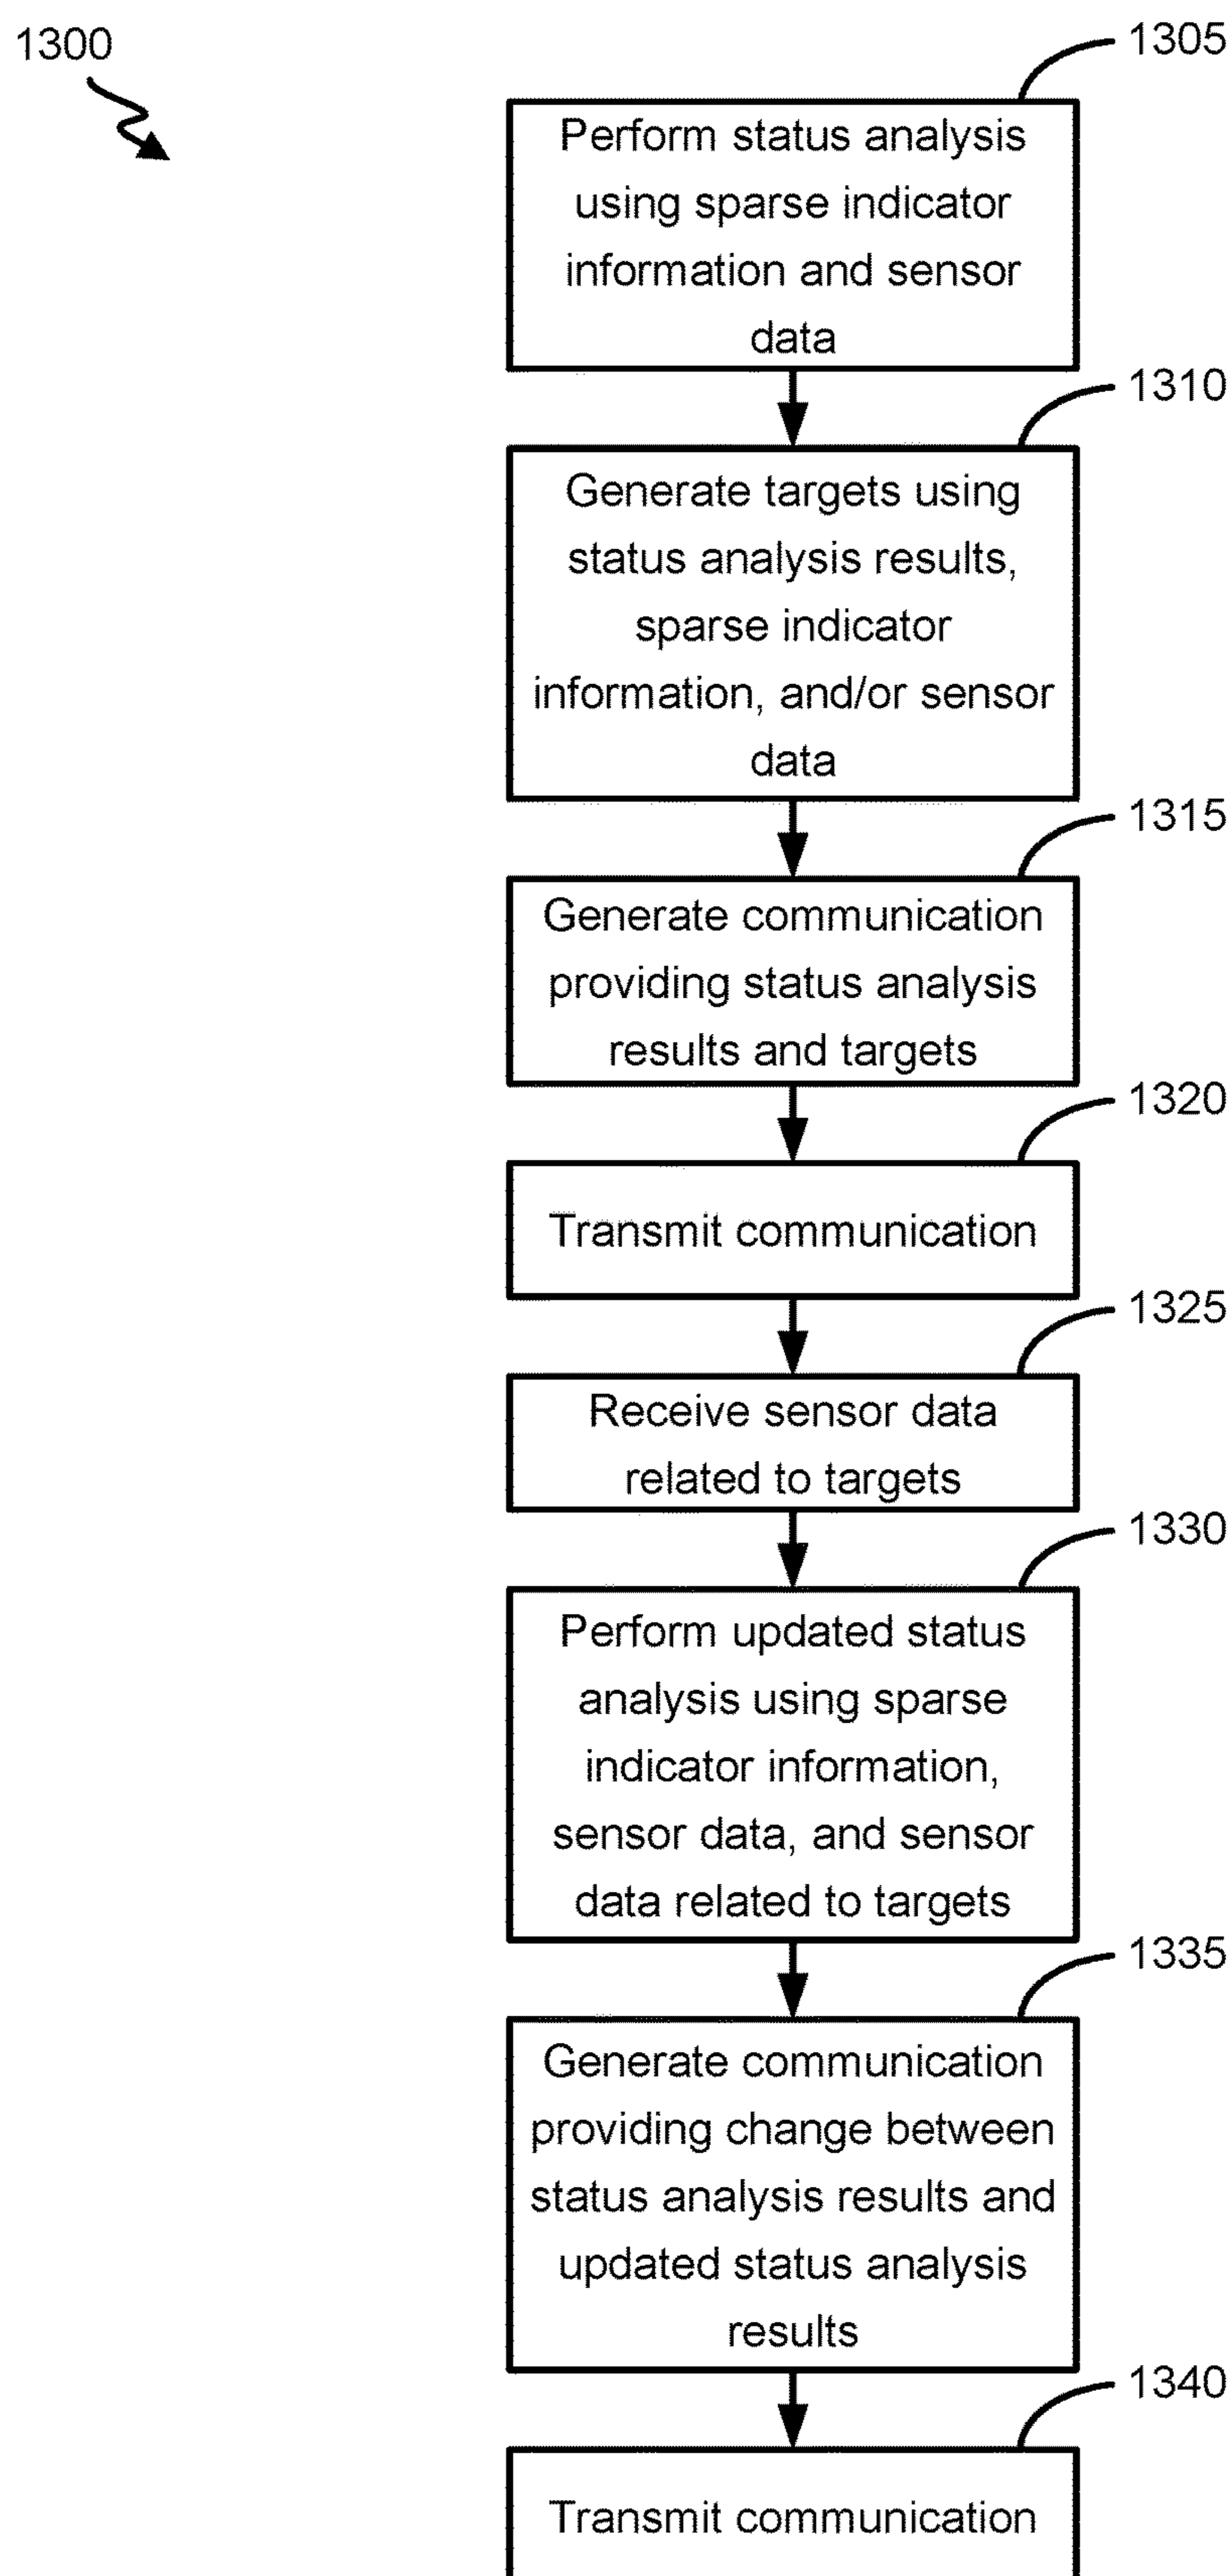 1300
1305
Perform status analysis
using sparse indicator
information and sensor
data
1310
Generate targets using
status analysis results,
sparse indicator
information, and/or sensor
data
1315
Generate communication
providing status analysis
results and targets
1320
Transmit communication
1325
Receive sensor data
related to targets
1330
Perform updated status
analysis using sparse
indicator information,
sensor data, and sensor
data related to targets
1335
Generate communication
providing change between
status analysis results and
updated status analysis
results
1340
Transmit communication